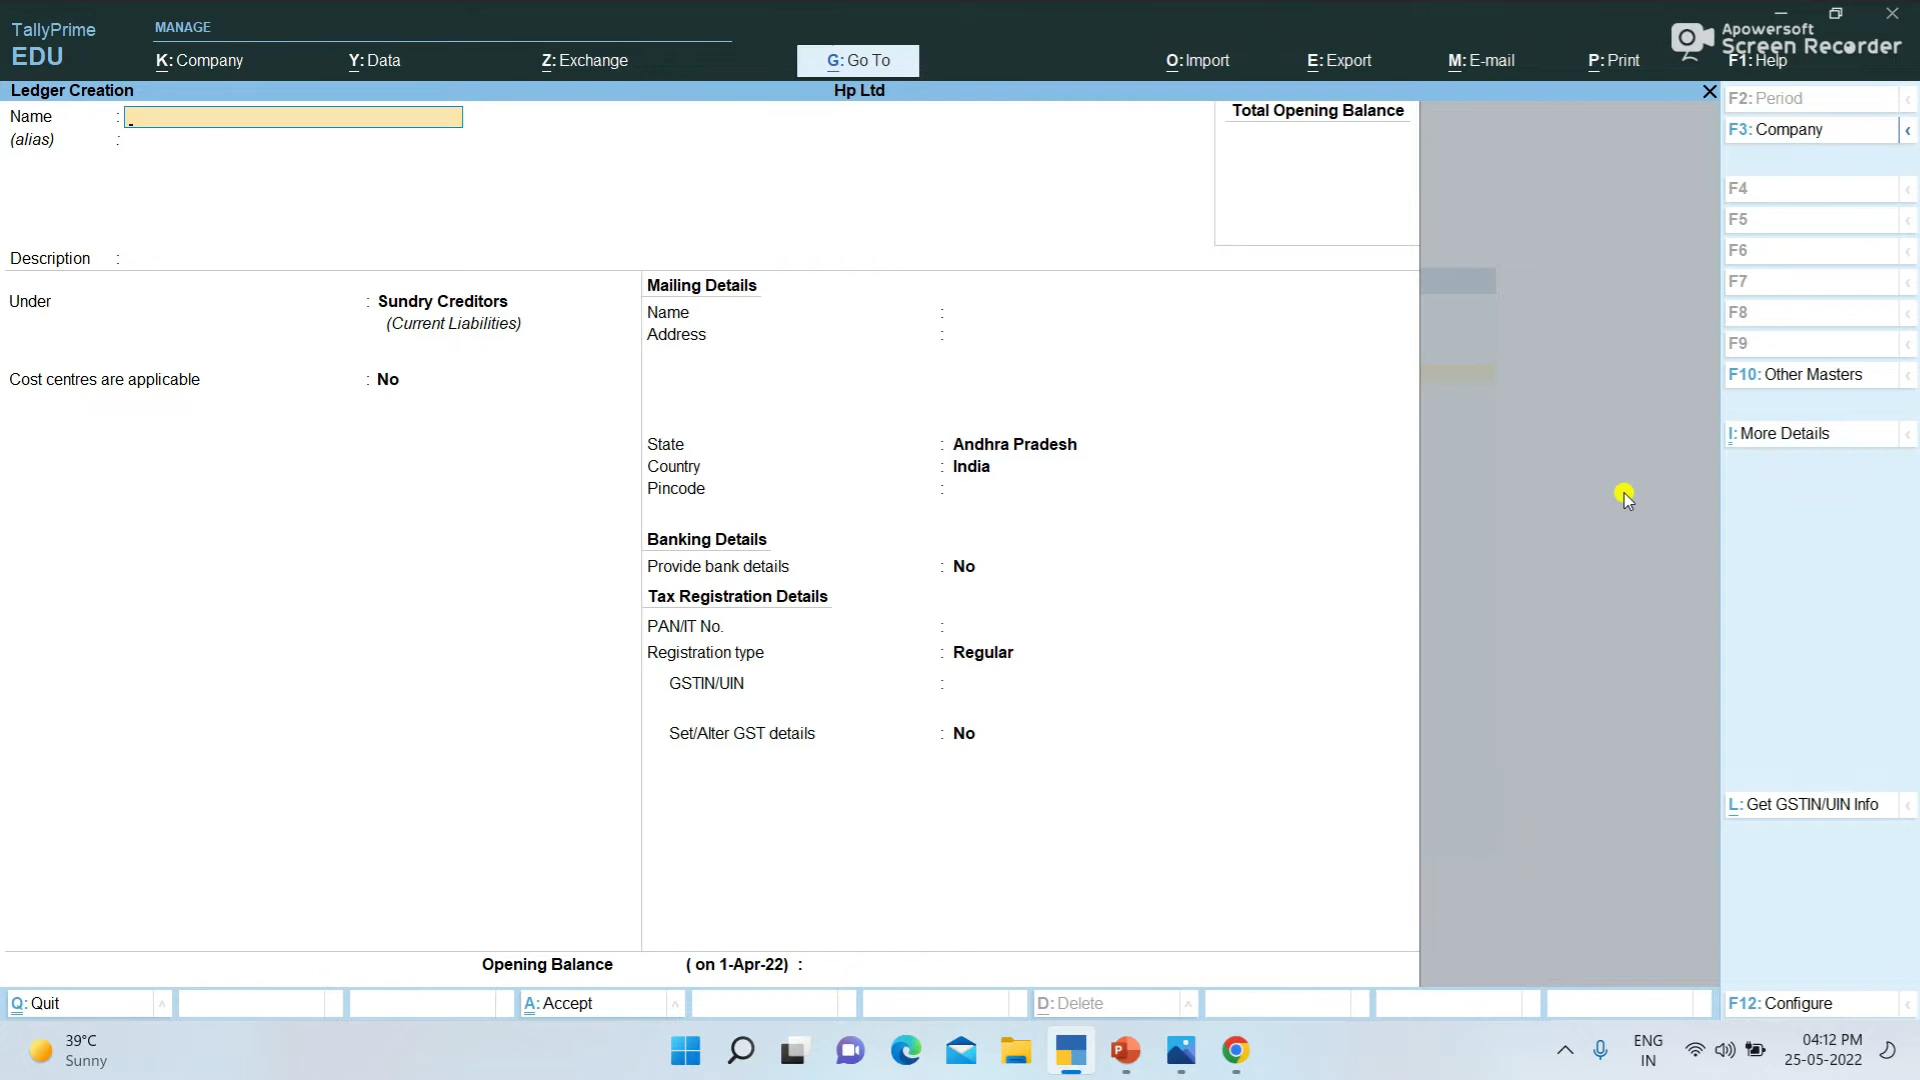 TallyPrime
EDU
MANAGE
K: Company
Y: Data
Z: Exchange
G: Go To
O: Import
E: Export
M: E-mail
P: Print
F1: Help
Apowersoft
Screen Recorder
Ledger Creation
Hp Ltd
Name :
(alias) :
Total Opening Balance
Description :
Under : Sundry Creditors
(Current Liabilities)
Cost centres are applicable : No
Mailing Details
Name :
Address :
State : Andhra Pradesh
Country : India
Pincode :
Banking Details
Provide bank details : No
Tax Registration Details
PAN/IT No. :
Registration type : Regular
GSTIN/UIN :
Set/Alter GST details : No
Opening Balance ( on 1-Apr-22) :
F2: Period
F3: Company
F4
F5
F6
F7
F8
F9
F10: Other Masters
I: More Details
L: Get GSTIN/UIN Info
F12: Configure
Q: Quit
A: Accept
D: Delete
39°C
Sunny
ENG
IN
04:12 PM
25-05-2022